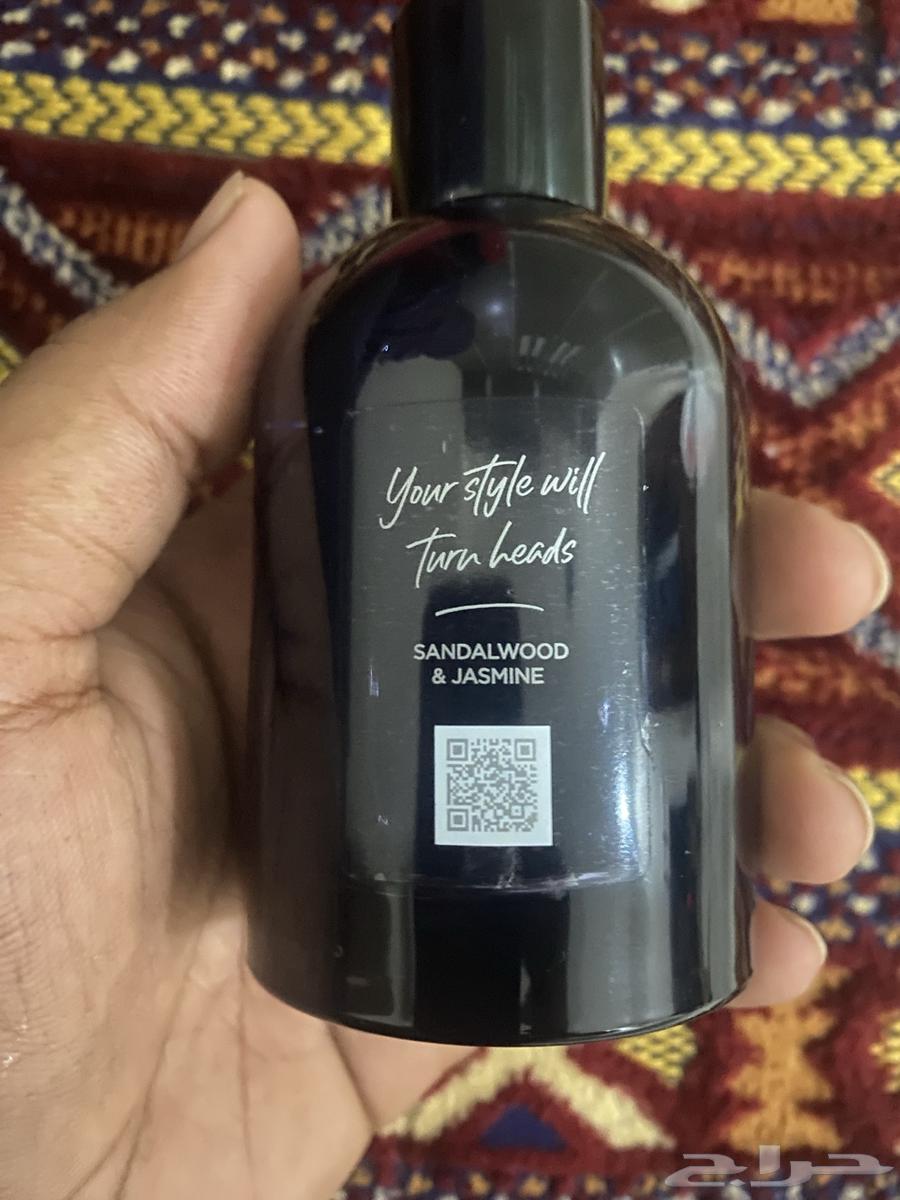 Your style will
Turn heads
SANDALWOOD
& JASMINE
حراج